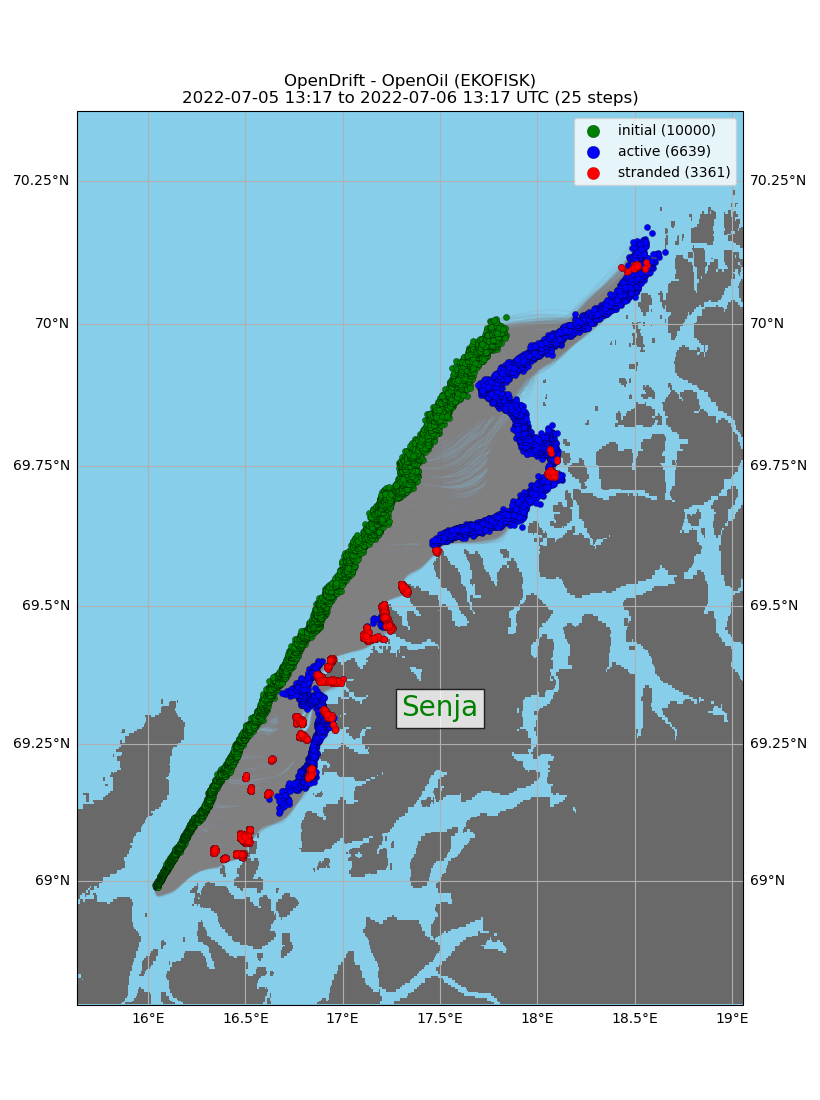 OpenDrift - OpenOil (EKOFISK)
2022-07-05 13:17 to 2022-07-06 13:17 UTC (25 steps)
initial (10000)
active (6639)
stranded (3361)
70.25°N 70.25°N
70°N 70°N
69.75°N 69.75°N
69.5°N 69.5°N
Senja
69.25°N 69.25°N
69°N 69°N
16°E 16.5°E 17°E 17.5°E 18°E 18.5°E 19°E